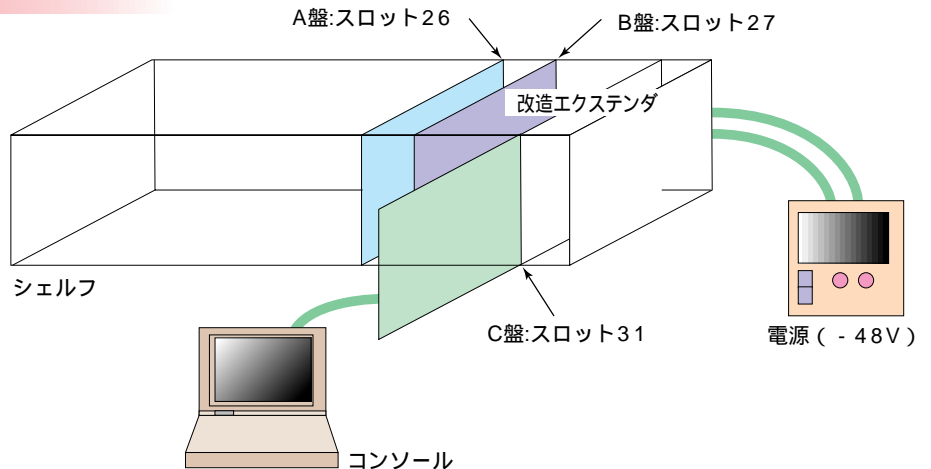 A盤:スロット26
B盤:スロット27
改造エクステンダ
シェルフ
C盤:スロット31
電源(-48V)
コンソール